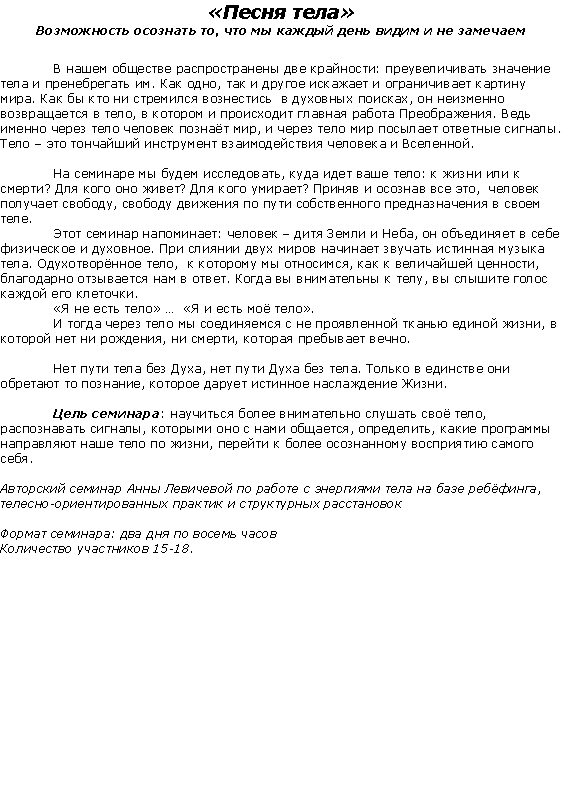 «Песня тела»
Возможность осознать то, что мы каждый день видим и не замечаем
В нашем обществе распространены две крайности: преувеличивать значение
тела и пренебрегать им. Как одно, так и другое искажает и ограничивает картину
мира. Как бы кто ни стремился вознестись  в духовных поисках, он неизменно
возвращается в тело, в котором и происходит главная работа Преображения. Ведь
именно через тело человек познаёт мир, и через тело мир посылает ответные сигналы.
Тело – это тончайший инструмент взаимодействия человека и Вселенной.
На семинаре мы будем исследовать, куда идет ваше тело: к жизни или к
смерти? Для кого оно живет? Для кого умирает? Приняв и осознав все это,  человек
получает свободу, свободу движения по пути собственного предназначения в своем
теле.
Этот семинар напоминает: человек – дитя Земли и Неба, он объединяет в себе
физическое и духовное. При слиянии двух миров начинает звучать истинная музыка
тела. Одухотворённое тело,  к которому мы относимся, как к величайшей ценности,
благодарно отзывается нам в ответ. Когда вы внимательны к телу, вы слышите голос
каждой его клеточки.
«Я не есть тело» …  «Я и есть моё тело».
И тогда через тело мы соединяемся с не проявленной тканью единой жизни, в
которой нет ни рождения, ни смерти, которая пребывает вечно.
Нет пути тела без Духа, нет пути Духа без тела. Только в единстве они
обретают то познание, которое дарует истинное наслаждение Жизни.
Цель семинара: научиться более внимательно слушать своё тело,
распознавать сигналы, которыми оно с нами общается, определить, какие программы
направляют наше тело по жизни, перейти к более осознанному восприятию самого
себя.
Авторский семинар Анны Левичевой по работе с энергиями тела на базе ребёфинга,
телесно-ориентированных практик и структурных расстановок
Формат семинара: два дня по восемь часов
Количество участников 15-18.